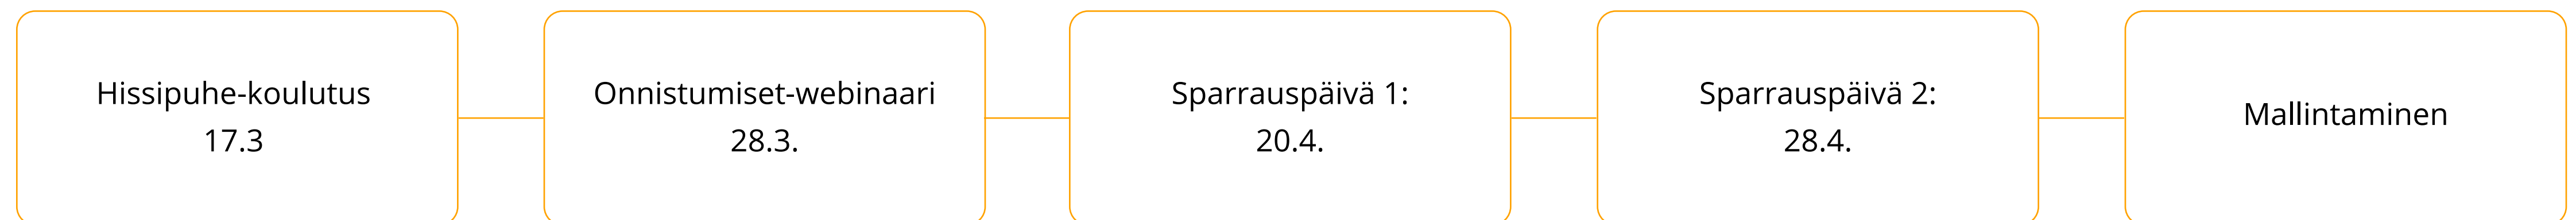 Hissipuhe-koulutus
17.3
Onnistumiset-webinaari
28.3.
Sparrauspäivä 1:
20.4.
Sparrauspäivä 2:
28.4.
Mallintaminen